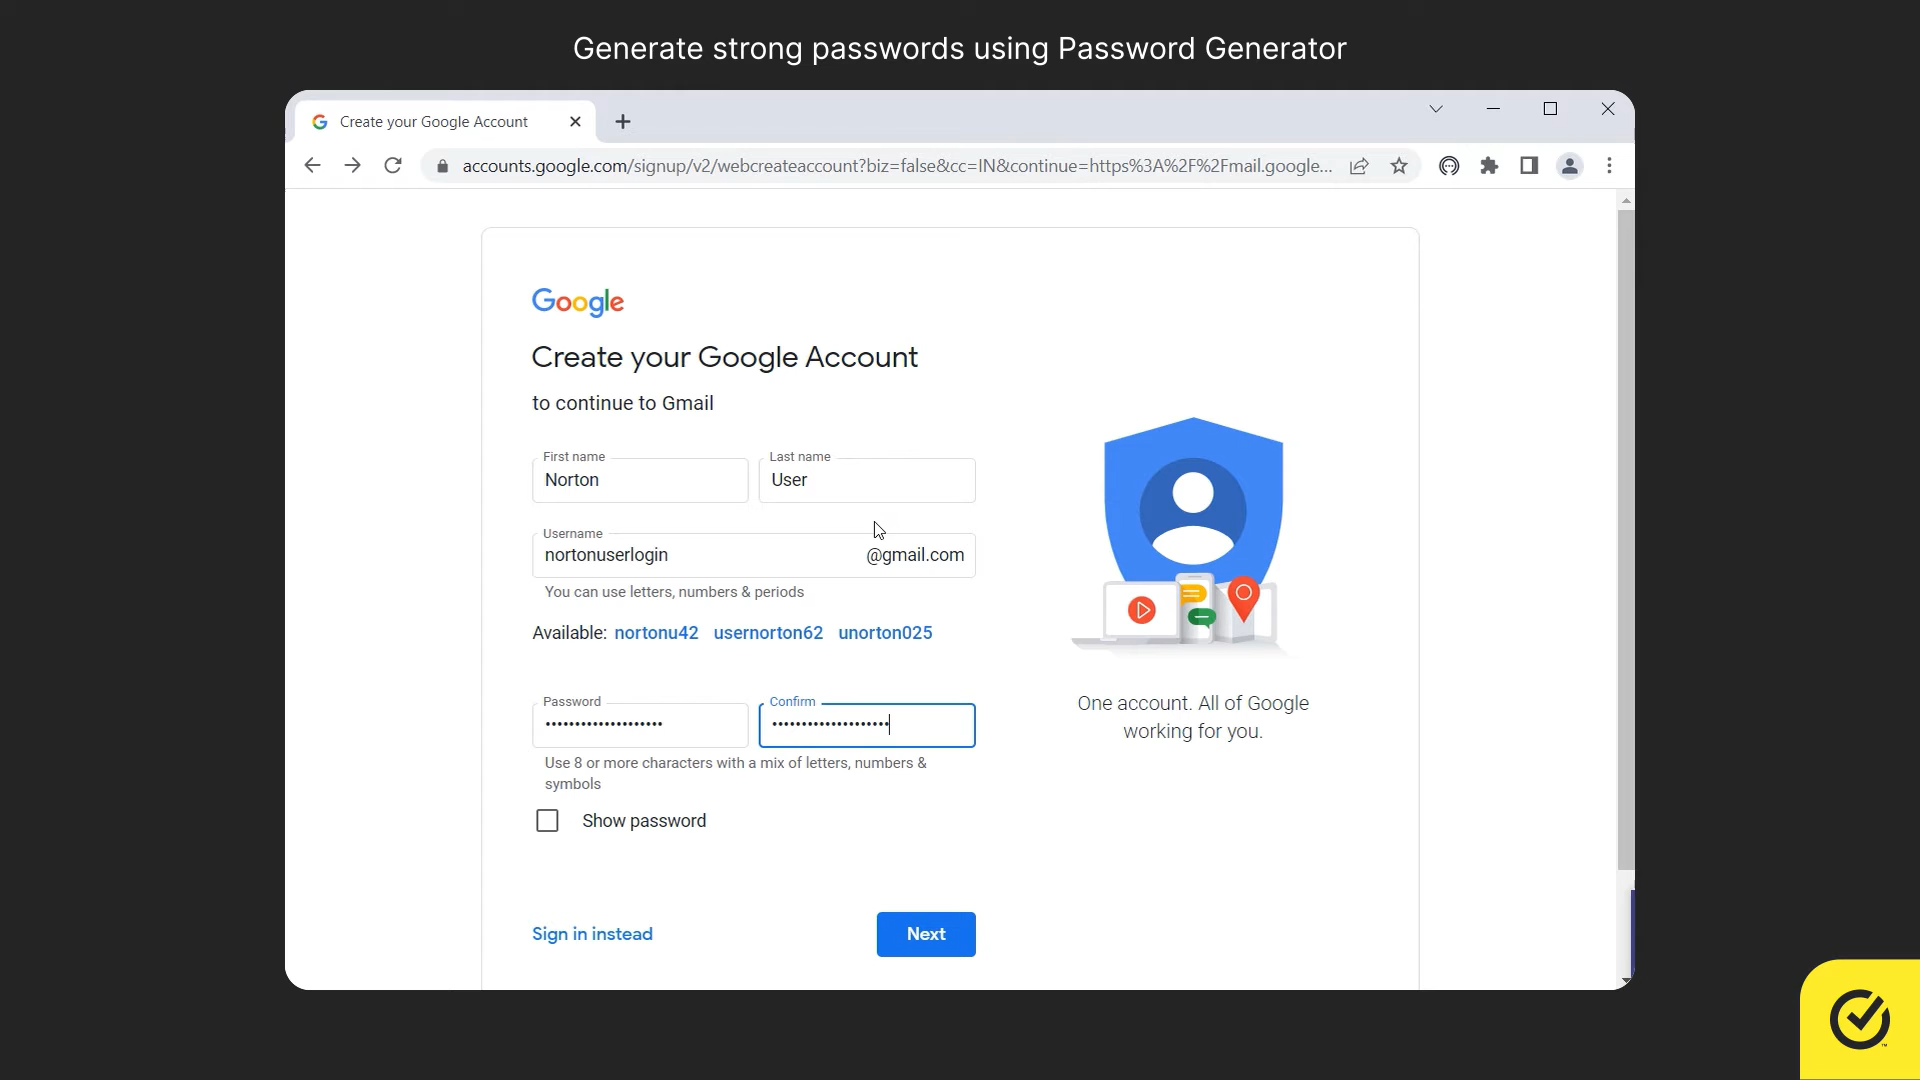 Generate strong passwords using Password Generator
Create your Google Account
accounts.google.com/signup/v2/webcreateaccount?biz=false&cc=IN&continue=https%3A%2F%2Fmail.google...
Google
Create your Google Account
to continue to Gmail
First name
Last name
Norton
User
Username
nortonuserlogin
@gmail.com
You can use letters, numbers & periods
Available: nortonu42 usernorton62 unorton025
Password
Confirm
••••••••••••••••••••
••••••••••••••••••••
Use 8 or more characters with a mix of letters, numbers &
symbols
Show password
One account. All of Google
working for you.
Sign in instead
Next